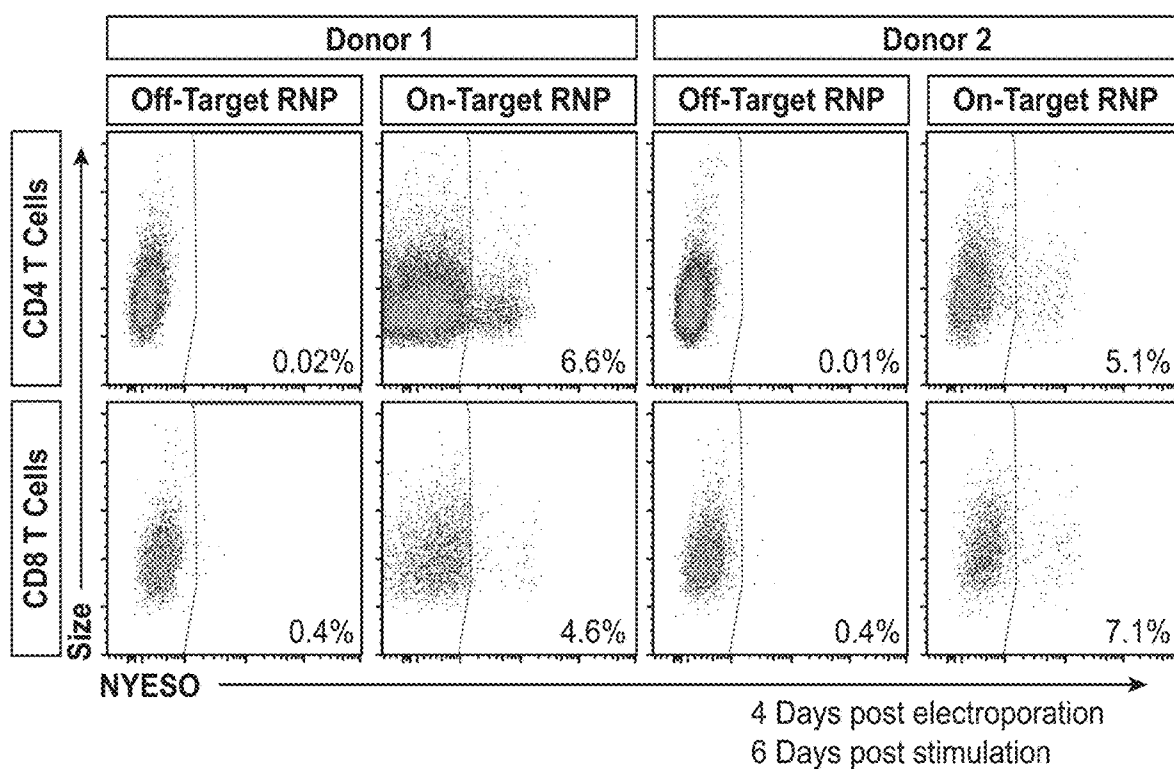 Donor 1
Donor 2
Off-Target RNP
On-Target RNP
Off-Target RNP
On-Target RNP
CD4 T Cells
0.02%
6.6%
0.01%
5.1%
CD8 T Cells
0.4%
4.6%
0.4%
7.1%
Size
NYESO
4 Days post electroporation
6 Days post stimulation